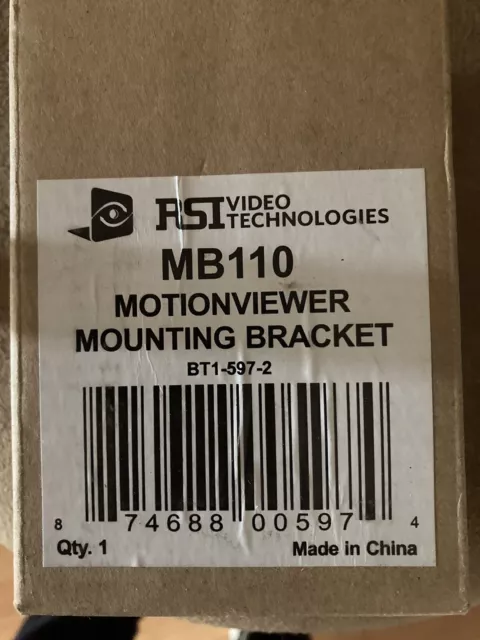 RSI VIDEO
TECHNOLOGIES
MB110
MOTIONVIEWER
MOUNTING BRACKET
BT1-597-2
8 74688 00597 4
Qty. 1 Made in China